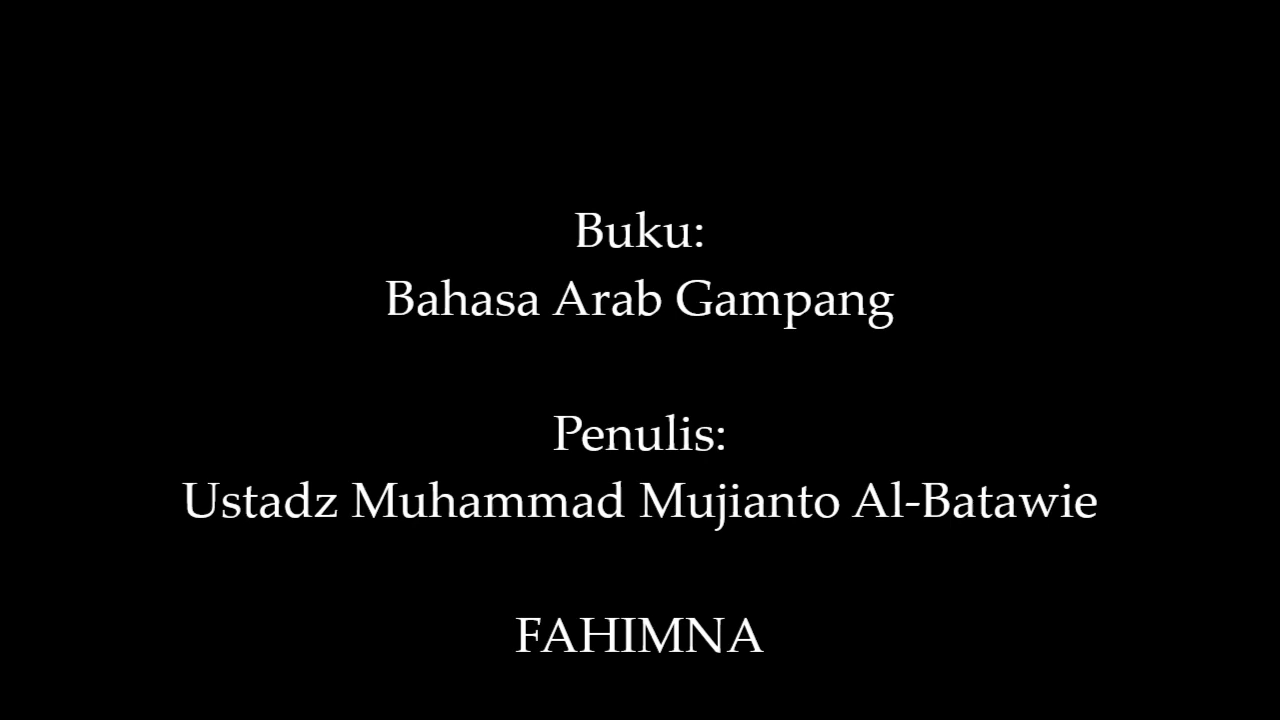 Buku:
Bahasa Arab Gampang
Penulis:
Ustadz Muhammad Mujianto Al-Batawie
FAHIMNA